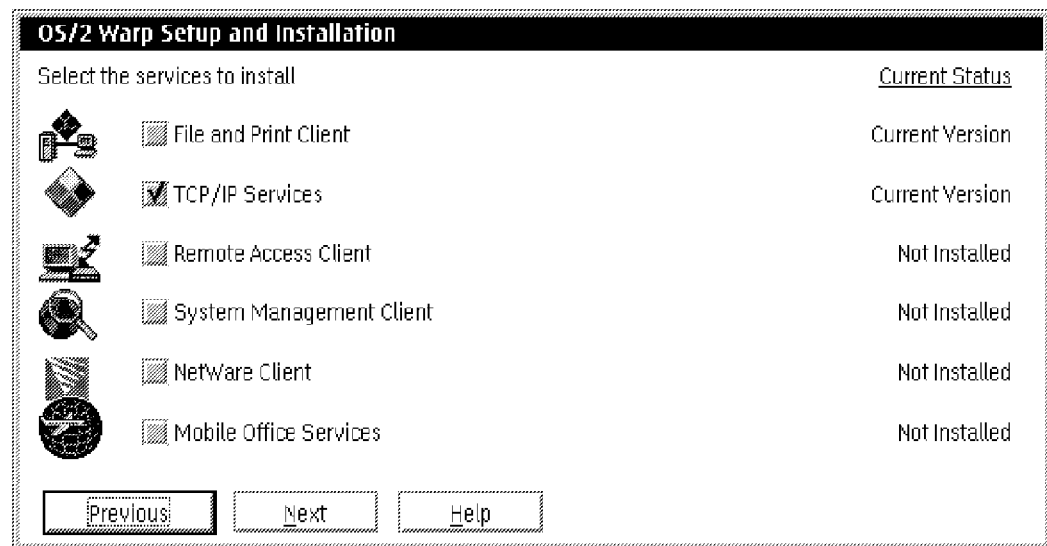 OS/2 Warp Setup and Installation
Select the services to install Current Status
File and Print Client Current Version
TCP/IP Services Current Version
Remote Access Client Not Installed
System Management Client Not Installed
NetWare Client Not Installed
Mobile Office Services Not Installed
Previous Next Help